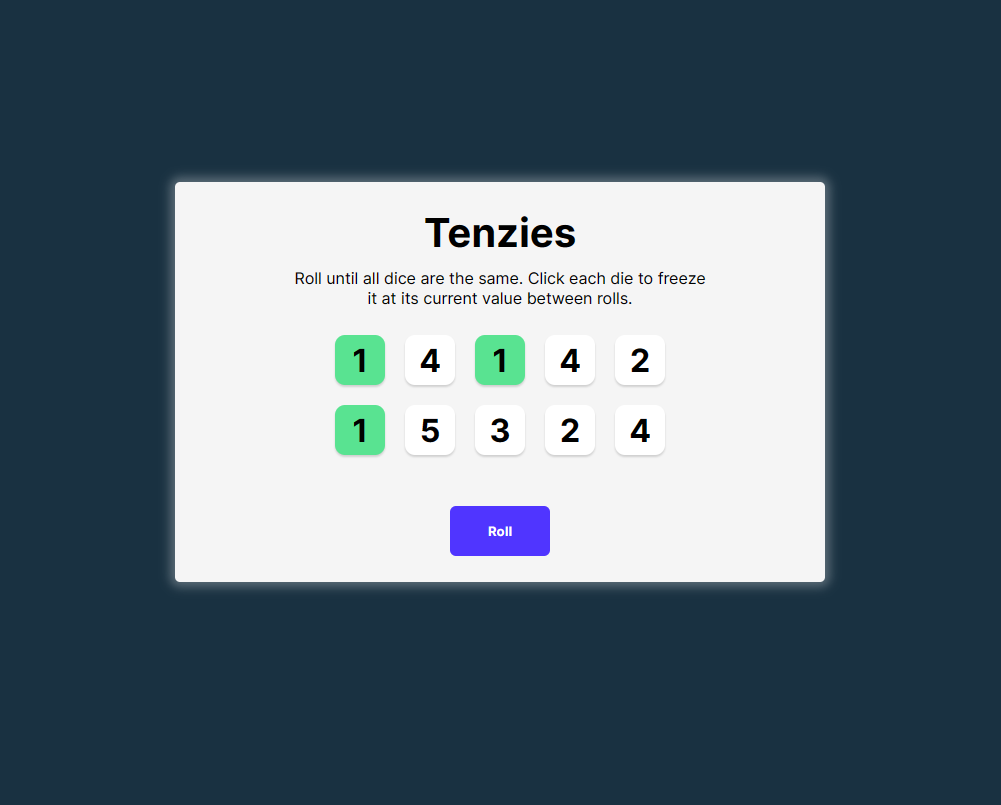 Tenzies
Roll until all dice are the same. Click each die to freeze
it at its current value between rolls.
1 4 1 4 2
1 5 3 2 4
Roll